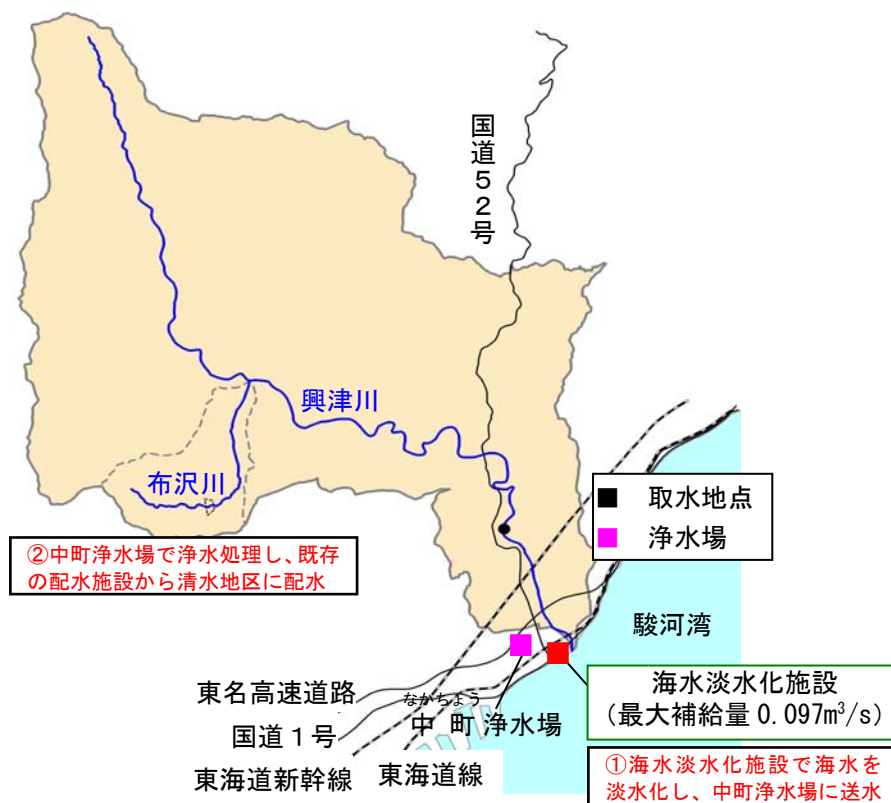 国道５２号
興津川
布沢川
■ 取水地点
■ 浄水場
②中町浄水場で浄水処理し、既存
の配水施設から清水地区に配水
駿河湾
海水淡水化施設
（最大補給量 0.097m³/s）
東名高速道路
なかちょう
中 町 浄水場
国道１号
東海道新幹線
東海道線
①海水淡水化施設で海水を
淡水化し、中町浄水場に送水